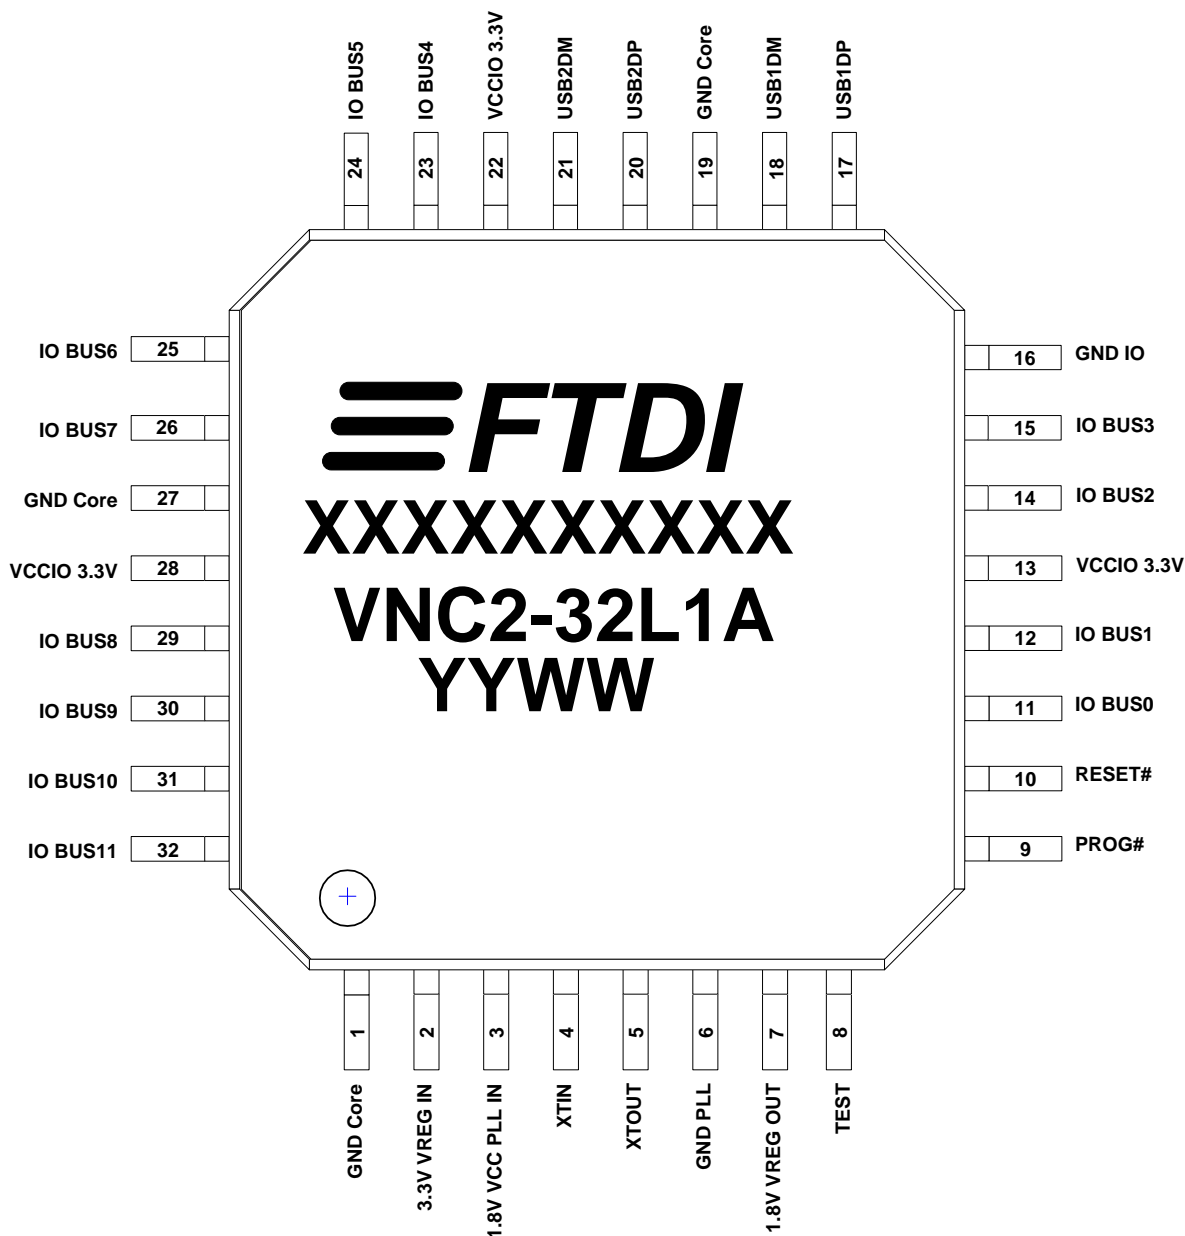 IO BUS5
IO BUS4
VCCIO 3.3V
USB2DM
USB2DP
GND Core
USB1DM
USB1DP
24
23
22
21
20
19
18
17
IO BUS6 25
IO BUS7 26
GND Core 27
VCCIO 3.3V 28
IO BUS8 29
IO BUS9 30
IO BUS10 31
IO BUS11 32
FTDI
XXXXXXXXXX
VNC2-32L1A
YYWW
16 GND IO
15 IO BUS3
14 IO BUS2
13 VCCIO 3.3V
12 IO BUS1
11 IO BUS0
10 RESET#
9 PROG#
1
2
3
4
5
6
7
8
GND Core
3.3V VREG IN
1.8V VCC PLL IN
XTIN
XTOUT
GND PLL
1.8V VREG OUT
TEST